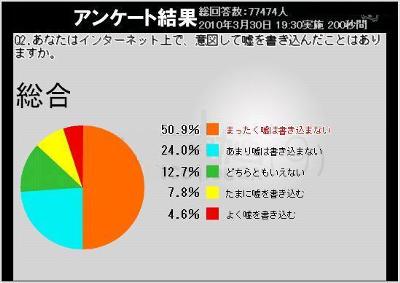 アンケート結果
総回答数:77474人
2010年3月30日 19:30実施 200秒間
Q2.あなたはインターネット上で、意図して嘘を書き込んだことはあり
ますか。
総合
50.9% まったく嘘は書き込まない
24.0% あまり嘘は書き込まない
12.7% どちらともいえない
7.8% たまに嘘を書き込む
4.6% よく嘘を書き込む